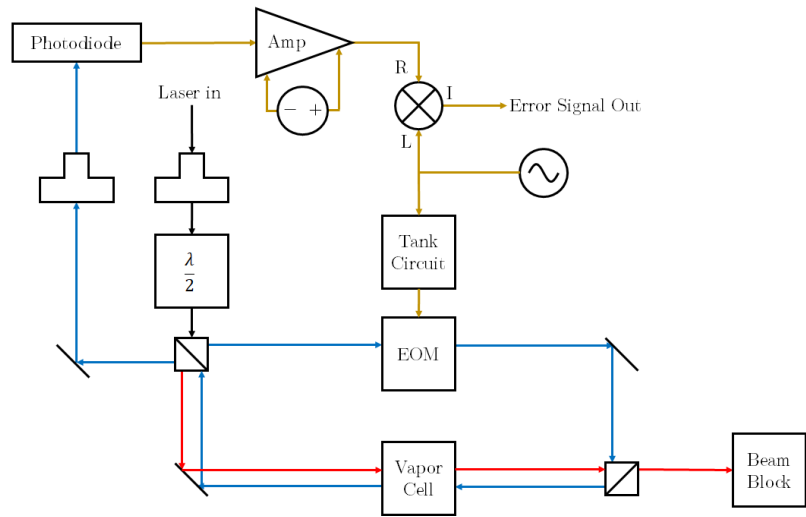 Photodiode
Amp
− +
Laser in
R
I
Error Signal Out
L
λ
2
Tank
Circuit
EOM
Vapor
Cell
Beam
Block